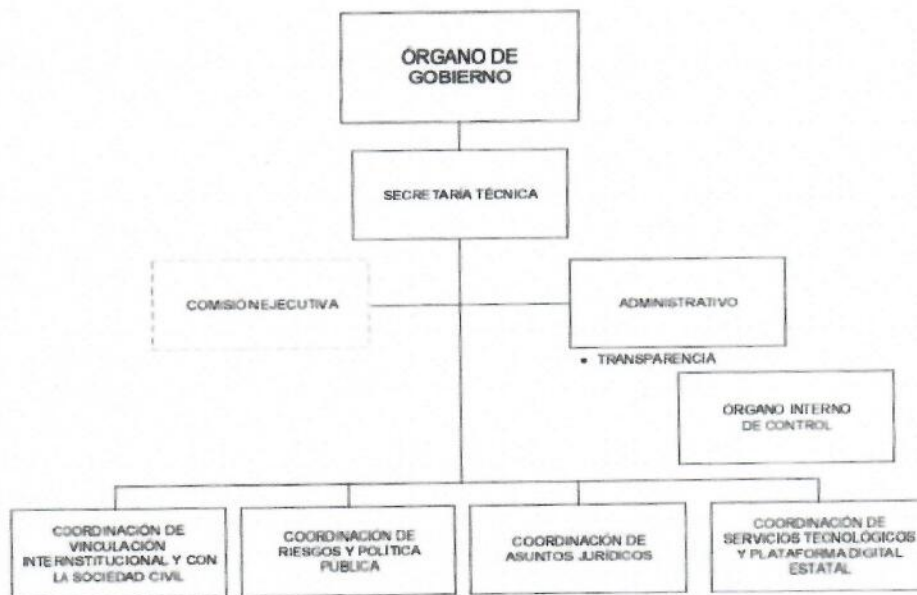 ÓRGANO DE
GOBIERNO
SECRETARÍA TÉCNICA
COMISIÓN EJECUTIVA
ADMINISTRATIVO
• TRANSPARENCIA
ÓRGANO INTERNO
DE CONTROL
COORDINACIÓN DE
VINCULACIÓN
INTERNSTITUCIONAL Y CON
LA SOCIEDAD CIVIL
COORDINACIÓN DE
RIESGOS Y POLÍTICA
PÚBLICA
COORDINACIÓN DE
ASUNTOS JURÍDICOS
COORDINACIÓN DE
SERVICIOS TECNOLÓGICOS
Y PLATAFORMA DIGITAL
ESTATAL